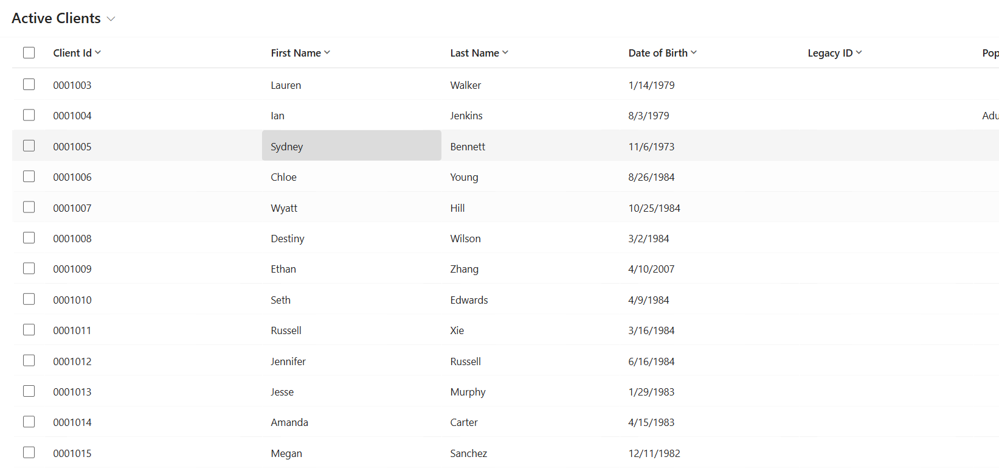 Active Clients
Client Id First Name Last Name Date of Birth Legacy ID Pop
0001003 Lauren Walker 1/14/1979
0001004 Ian Jenkins 8/3/1979 Adu
0001005 Sydney Bennett 11/6/1973
0001006 Chloe Young 8/26/1984
0001007 Wyatt Hill 10/25/1984
0001008 Destiny Wilson 3/2/1984
0001009 Ethan Zhang 4/10/2007
0001010 Seth Edwards 4/9/1984
0001011 Russell Xie 3/16/1984
0001012 Jennifer Russell 6/16/1984
0001013 Jesse Murphy 1/29/1983
0001014 Amanda Carter 4/15/1983
0001015 Megan Sanchez 12/11/1982